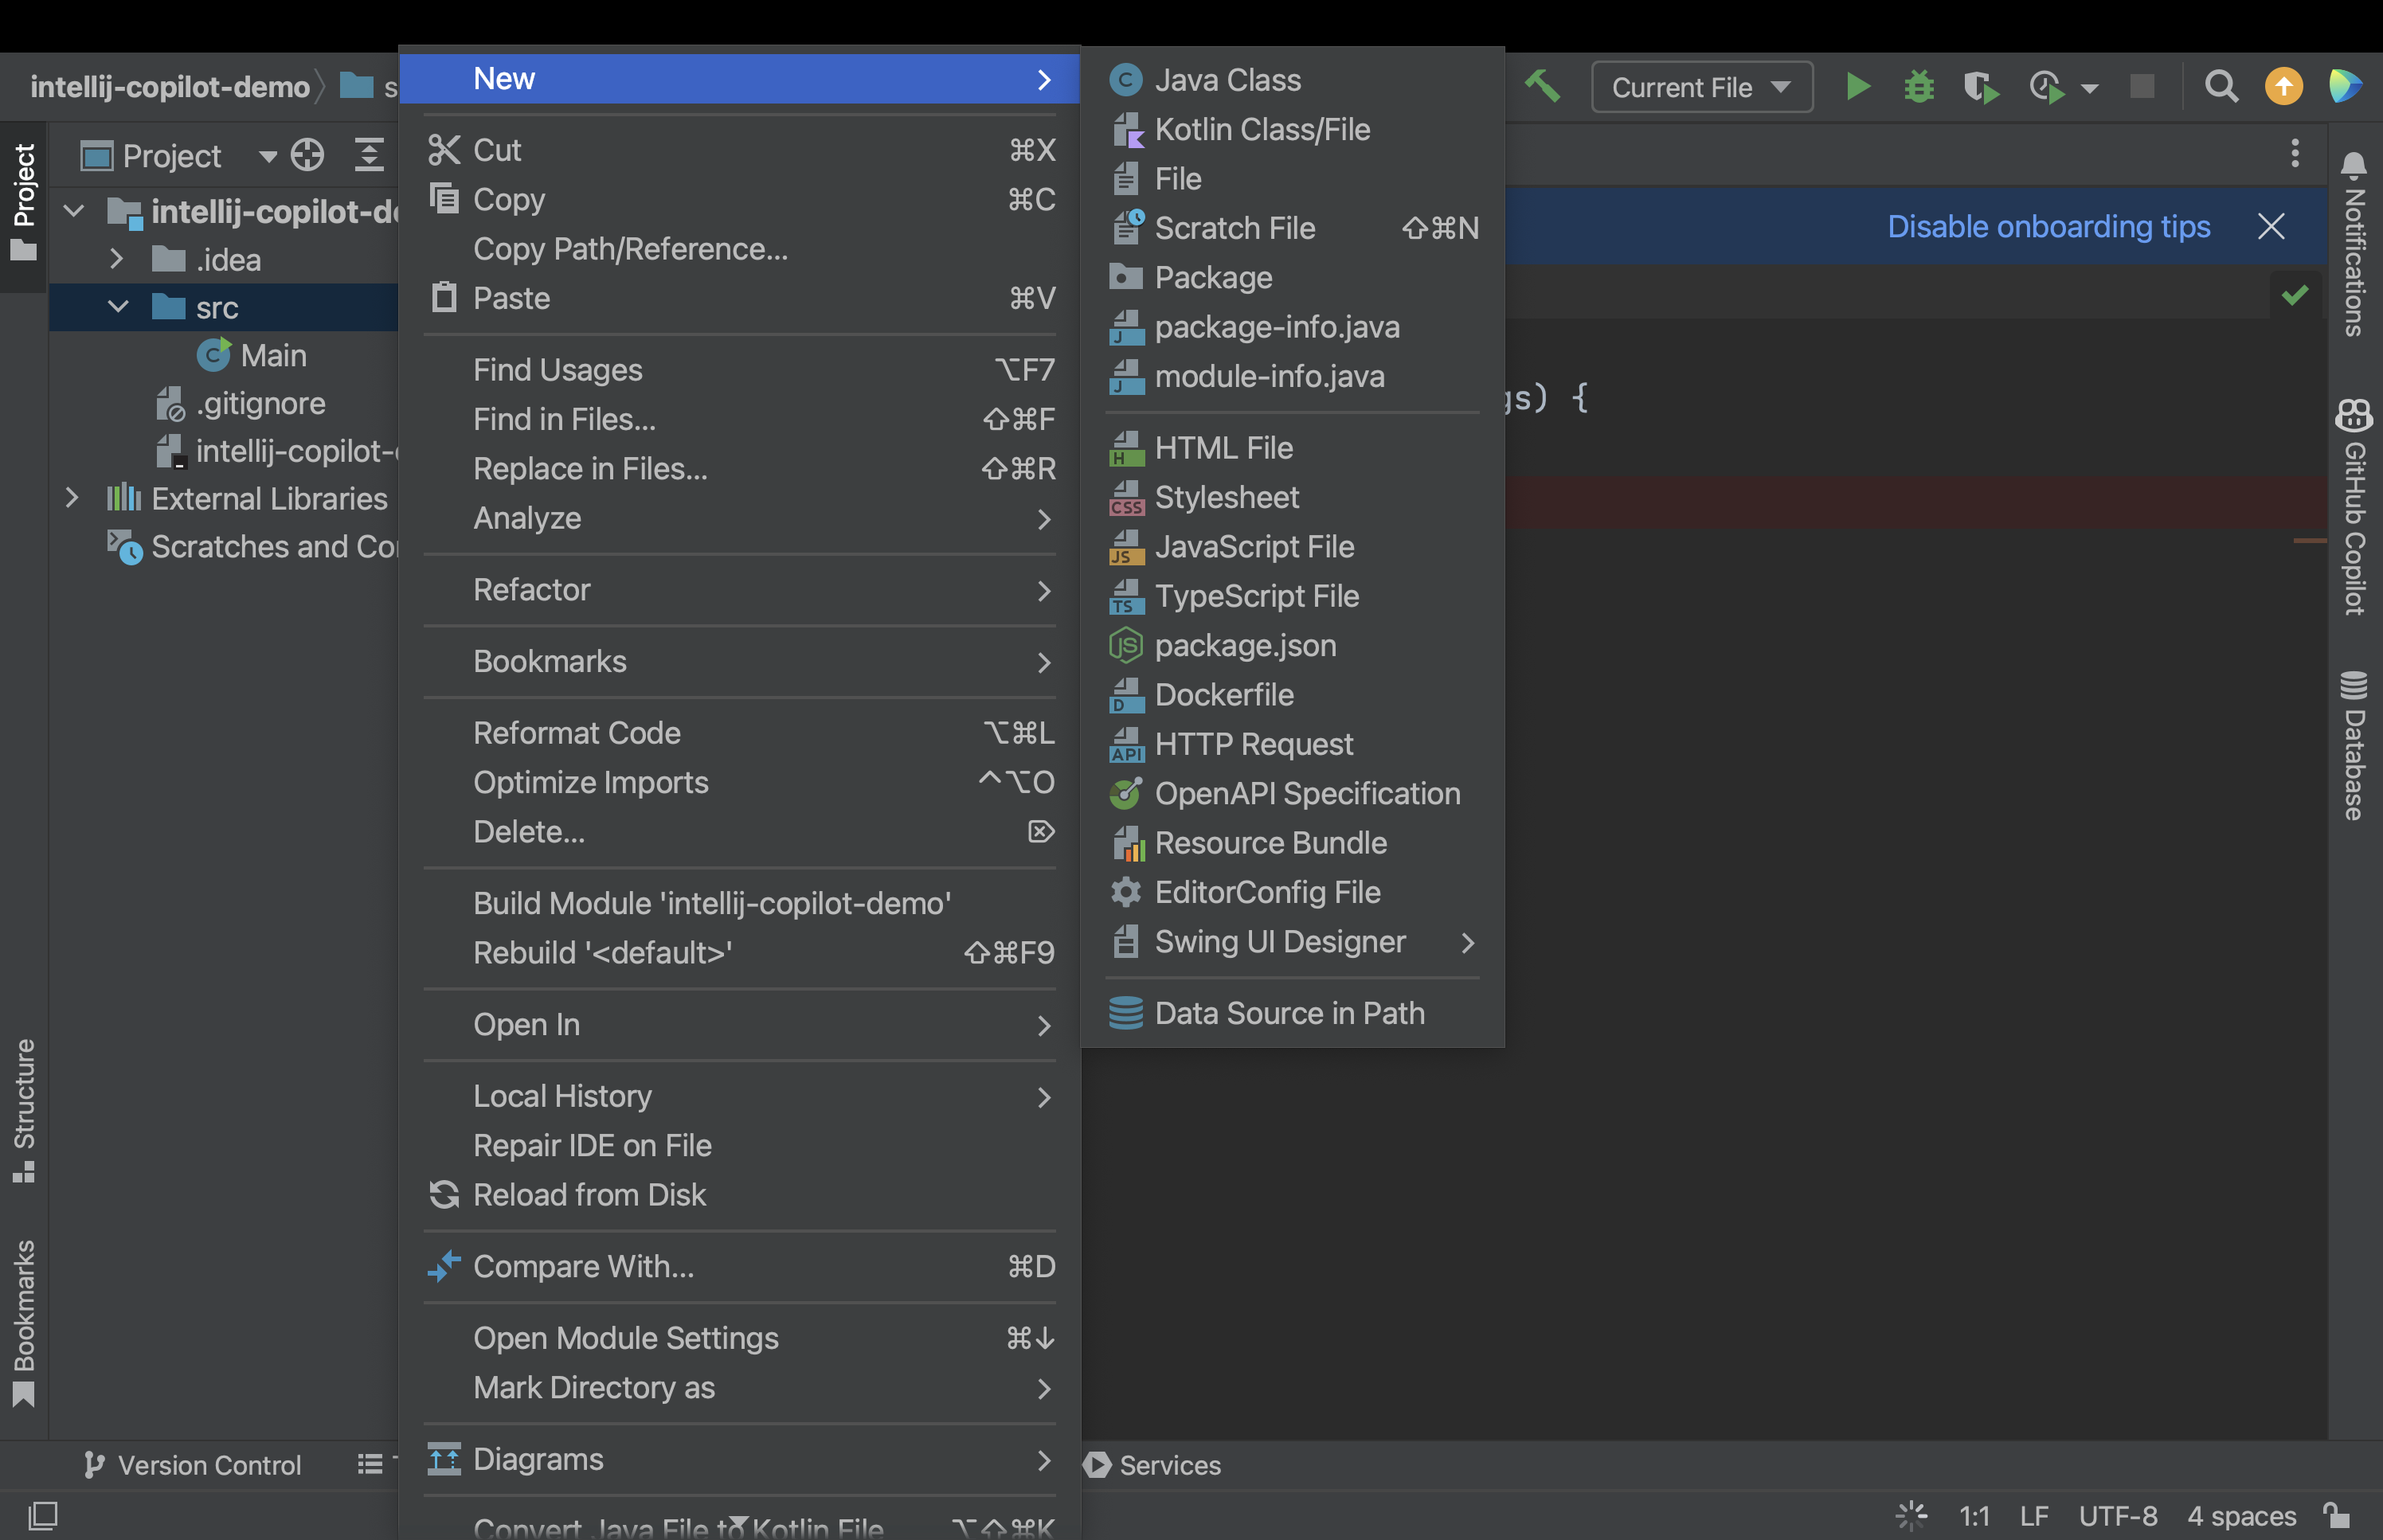 intellij-copilot-demo
Current File
Project
Project
intellij-copilot-d
.idea
src
Main
.gitignore
intellij-copilot-
External Libraries
Scratches and Co
Structure
Bookmarks
New
Cut ⌘X
Copy ⌘C
Copy Path/Reference...
Paste ⌘V
Find Usages ⌥F7
Find in Files... ⇧⌘F
Replace in Files... ⇧⌘R
Analyze
Refactor
Bookmarks
Reformat Code ⌥⌘L
Optimize Imports ^⌥O
Delete... ⌦
Build Module 'intellij-copilot-demo'
Rebuild '<default>' ⇧⌘F9
Open In
Local History
Repair IDE on File
Reload from Disk
Compare With... ⌘D
Open Module Settings ⌘↓
Mark Directory as
Diagrams
Convert Java File to Kotlin File ⌥⇧⌘K
Java Class
Kotlin Class/File
File
Scratch File ⇧⌘N
Package
package-info.java
module-info.java
HTML File
Stylesheet
JavaScript File
TypeScript File
package.json
Dockerfile
HTTP Request
OpenAPI Specification
Resource Bundle
EditorConfig File
Swing UI Designer
Data Source in Path
Disable onboarding tips
gs) {
Notifications
GitHub Copilot
Database
Version Control
Services
1:1 LF UTF-8 4 spaces